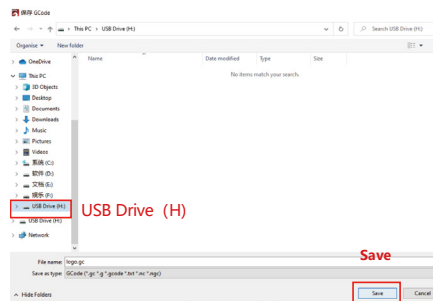 保存 GCode
This PC › USB Drive (H:)
Search USB Drive (H:)
Organise
New folder
Name
Date modified
Type
Size
No items match your search.
OneDrive
This PC
3D Objects
Desktop
Documents
Downloads
Music
Pictures
Videos
系统 (C:)
软件 (D:)
文档 (E:)
娱乐 (F:)
USB Drive (H:)
USB Drive (H)
USB Drive (H:)
Network
Save
File name: logo.gc
Save as type: GCode (*.gc *.g *.gcode *.txt *.nc *.ngc)
Hide Folders
Save
Cancel